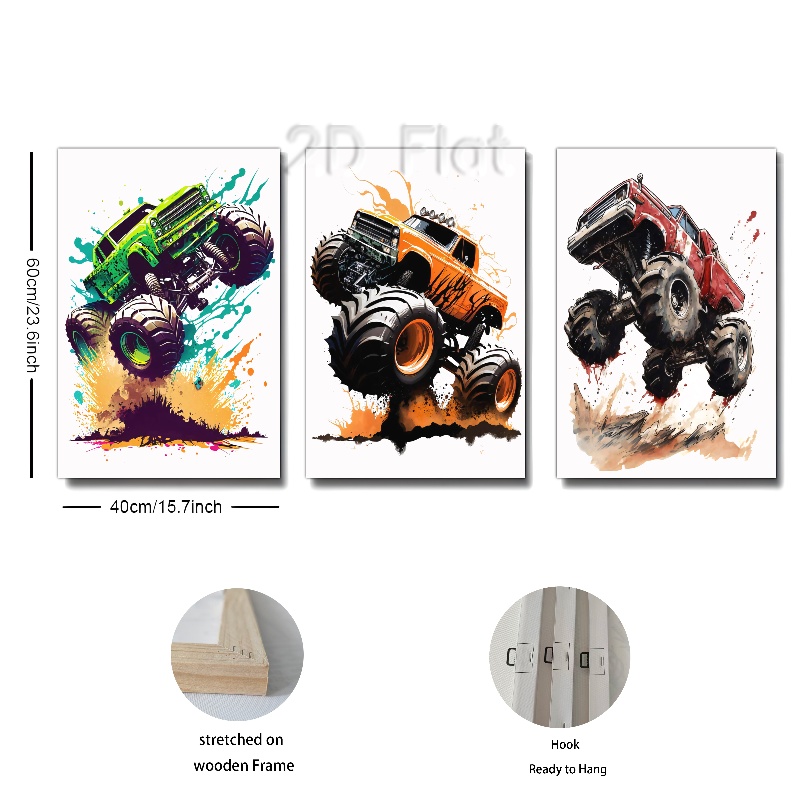 2D Flat
60cm/23.6inch
40cm/15.7inch
stretched on
wooden Frame
Hook
Ready to Hang